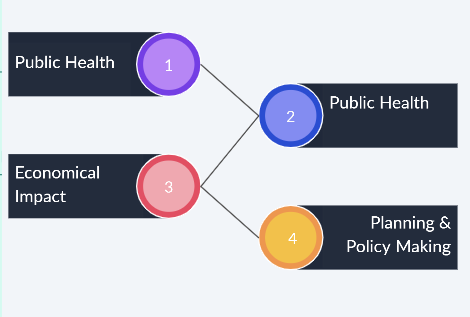 Public Health
1
2
Public Health
Economical
Impact
3
4
Planning &
Policy Making